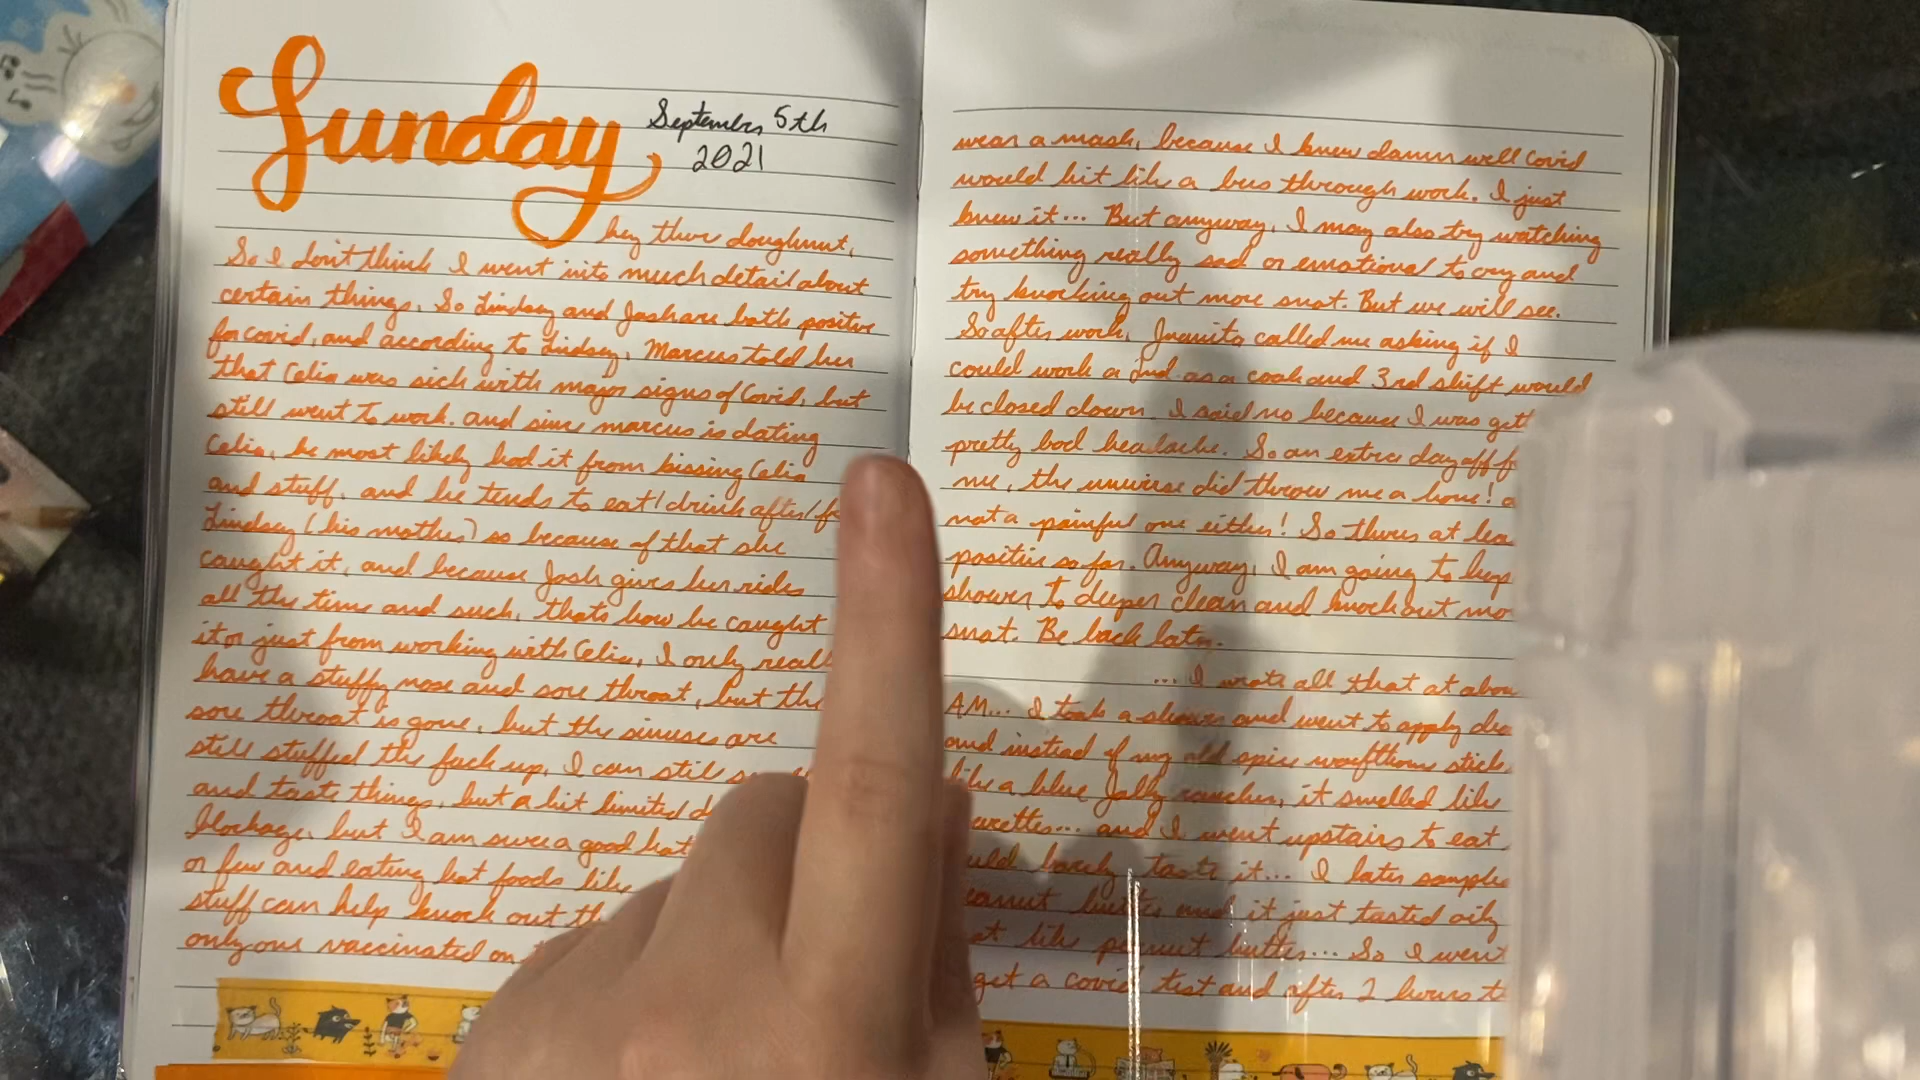 Sunday
September 5th
2021
hey there doughnut,
So I don't think I went into much detail about
certain things. So Lindsey and Josh are both positive
for covid, and according to Lindsey, Marcus told her
that Celia was sick with major signs of Covid, but
still went to work. and since marcus is dating
Celia, he most likely had it from kissing Celia
and stuff. and he tends to eat/drink after/
Lindsey (his mother) so because of that she
caught it, and because Josh gives her rides
all the time and such, thats how he caught
it or just from working with Celia, I only
have a stuffy nose and sore throat, but the
sore throat is gone, but the sinuses are
still stuffed the fuck up, I can still
and taste things, but a bit limited
blockage, but I am sure a good hot
or few and eating hot foods like
stuff can help knock out
only one vaccinated on
wear a mask, because I knew damn well Covid
would hit like a bus through work. I just
knew it... But anyway, I may also try watching
something really sad or emotional to cry and
try knocking out more snot. But we will see.
So after work, Juanita called me asking if I
could work a 2nd as a cook and 3rd shift would
be closed down. I said no because I was
pretty bad headache. So an extra day off
me, the universe did throw me a bone!
not a painful one either! So theres at
positive so far. Anyway, I am going to hop
shower to deeper clean and knock out
snot. Be back later.
... I wrote all that at
AM... I took a shower and went to apply
and instead of my old spice wolfthorn stick
like a blue Jolly rancher, it smelled like
and I went upstairs to eat
barely taste it... I later
and it just tasted oily
like peanut butter... So I went
get a covid test and after 2 hours